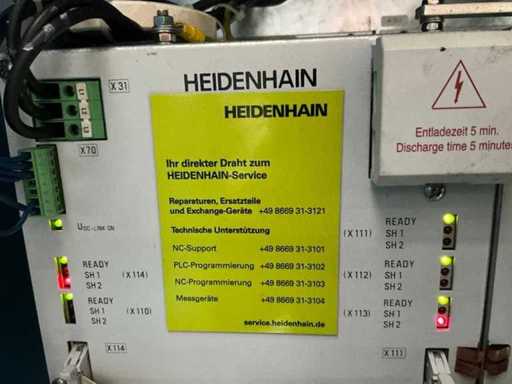 HEIDENHAIN
X31
HEIDENHAIN
Entladezeit 5 min.
Discharge time 5 minutes
X70
Ihr direkter Draht zum
HEIDENHAIN-Service
Reparaturen, Ersatzteile
und Exchange-Geräte +49 8669 31-3121
Technische Unterstützung
NC-Support +49 8669 31-3101
PLC-Programmierung +49 8669 31-3102
NC-Programmierung +49 8669 31-3103
Messgeräte +49 8669 31-3104
service.heidenhain.de
UDC-LINK ON
READY
SH 1 (X114)
SH 2
READY
SH 1 (X110)
SH 2
X114
READY
(X111) SH 1
SH 2
READY
(X112) SH 1
SH 2
READY
(X113) SH 1
SH 2
X111